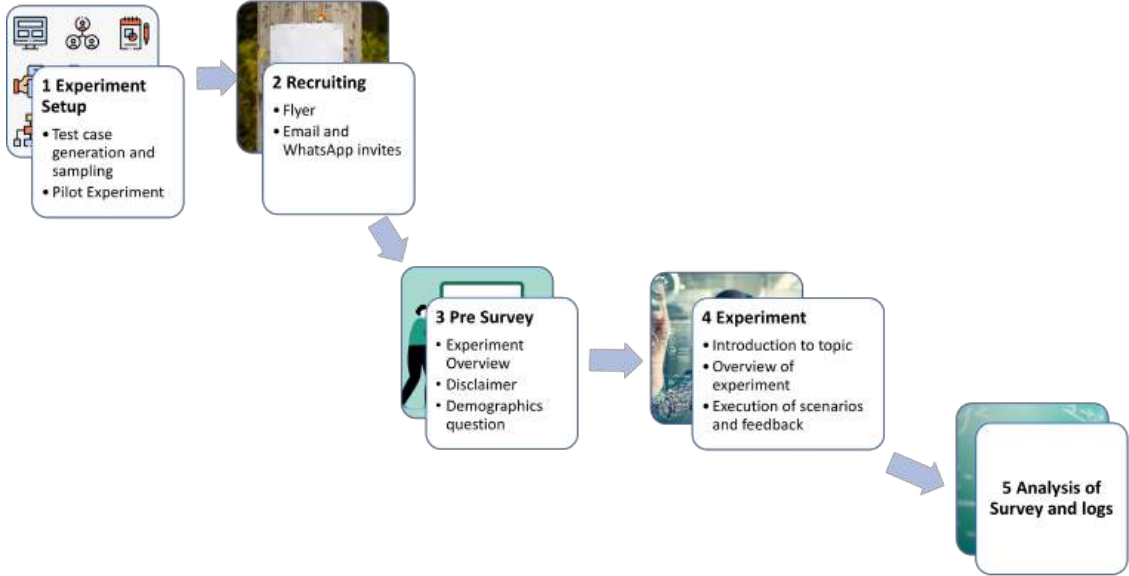 1 Experiment
Setup
• Test case
generation and
sampling
• Pilot Experiment
2 Recruiting
• Flyer
• Email and
WhatsApp invites
3 Pre Survey
• Experiment
Overview
• Disclaimer
• Demographics
question
4 Experiment
• Introduction to topic
• Overview of
experiment
• Execution of scenarios
and feedback
5 Analysis of
Survey and logs